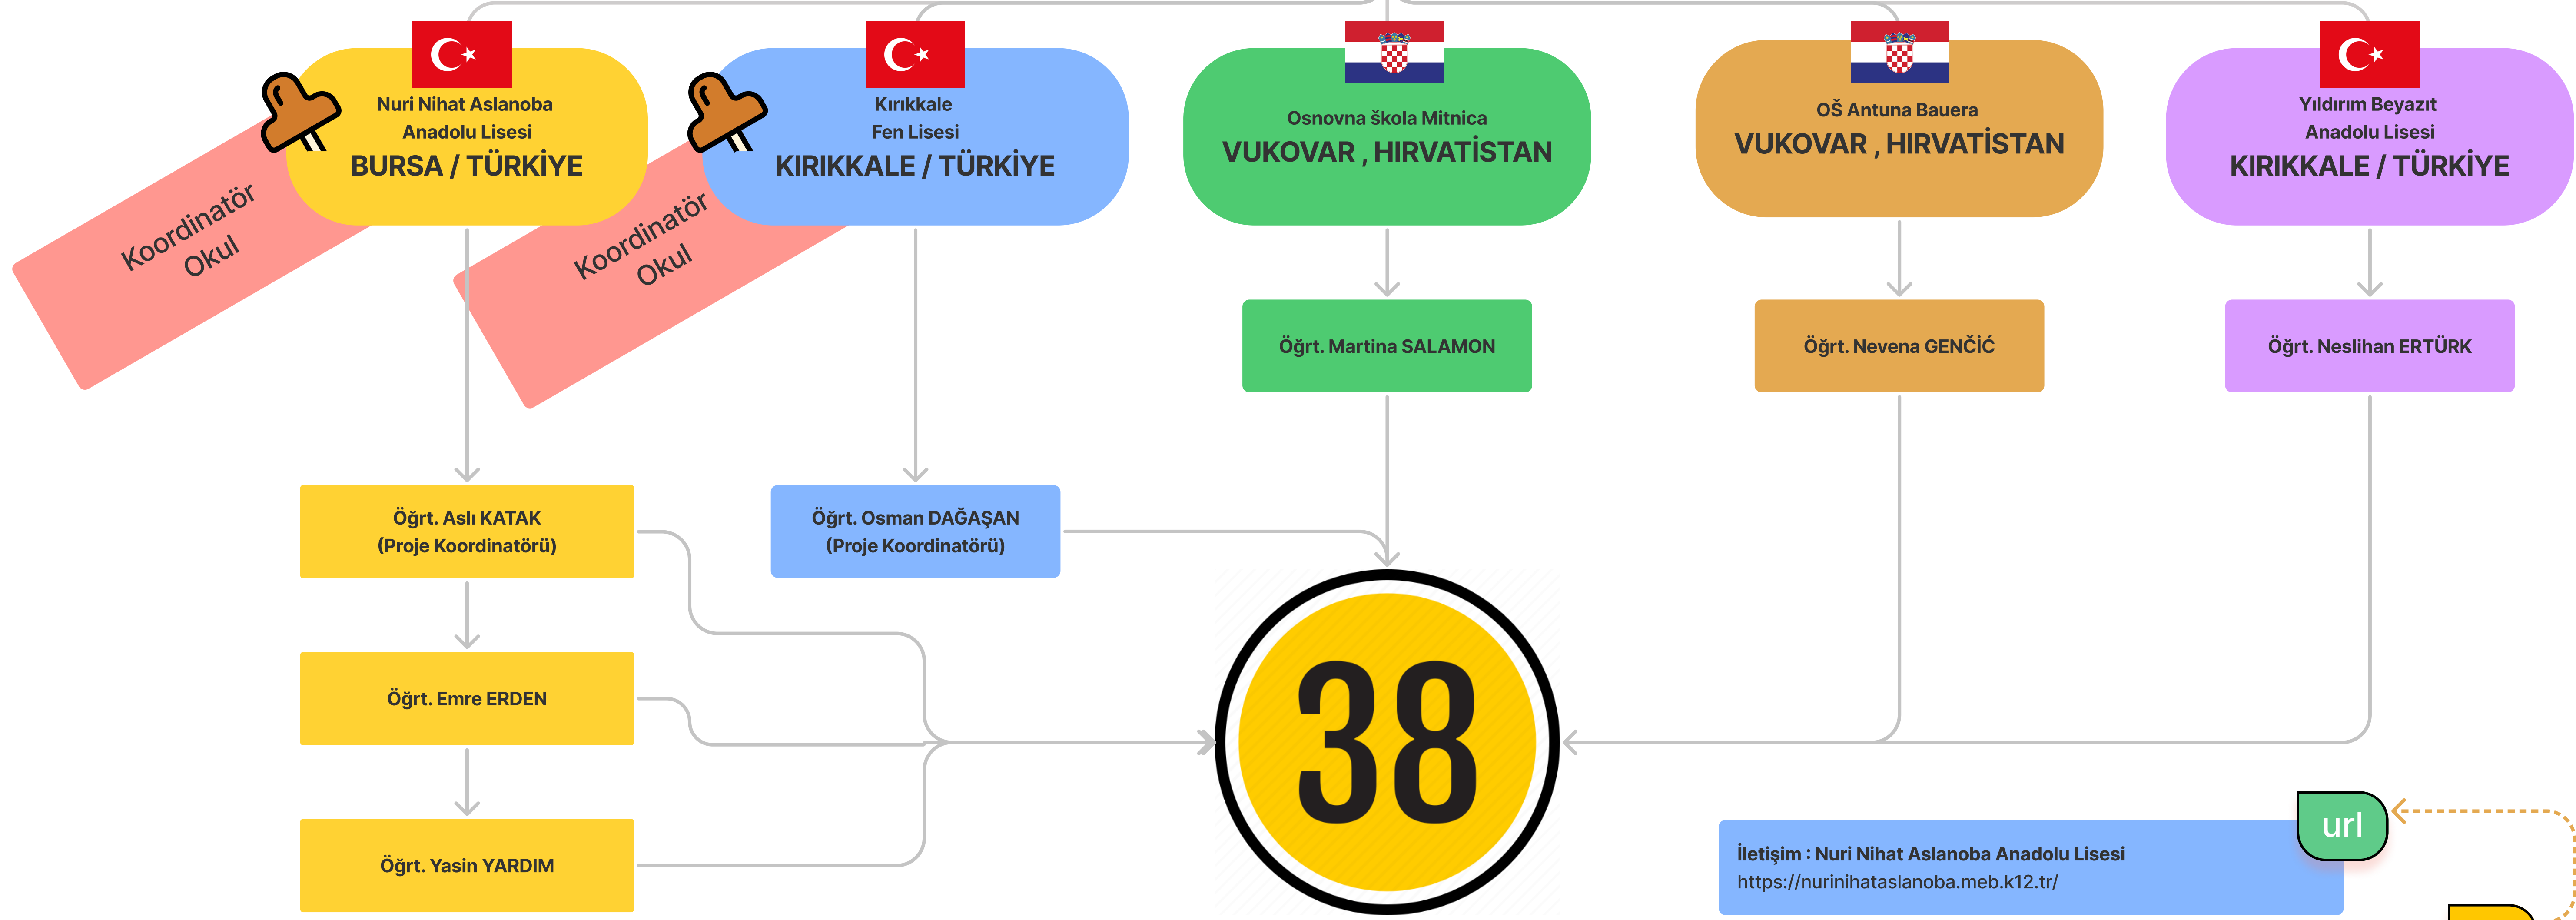 Nuri Nihat Aslanoba
Anadolu Lisesi
BURSA / TÜRKİYE
Koordinatör
Okul
Kırıkkale
Fen Lisesi
KIRIKKALE / TÜRKİYE
Koordinatör
Okul
Osnovna škola Mitnica
VUKOVAR , HIRVATİSTAN
OŠ Antuna Bauera
VUKOVAR , HIRVATİSTAN
Yıldırım Beyazıt
Anadolu Lisesi
KIRIKKALE / TÜRKİYE
Öğrt. Martina SALAMON
Öğrt. Nevena GENČİĆ
Öğrt. Neslihan ERTÜRK
Öğrt. Aslı KATAK
(Proje Koordinatörü)
Öğrt. Osman DAĞAŞAN
(Proje Koordinatörü)
Öğrt. Emre ERDEN
Öğrt. Yasin YARDIM
38
url
İletişim : Nuri Nihat Aslanoba Anadolu Lisesi
https://nurinihataslanoba.meb.k12.tr/